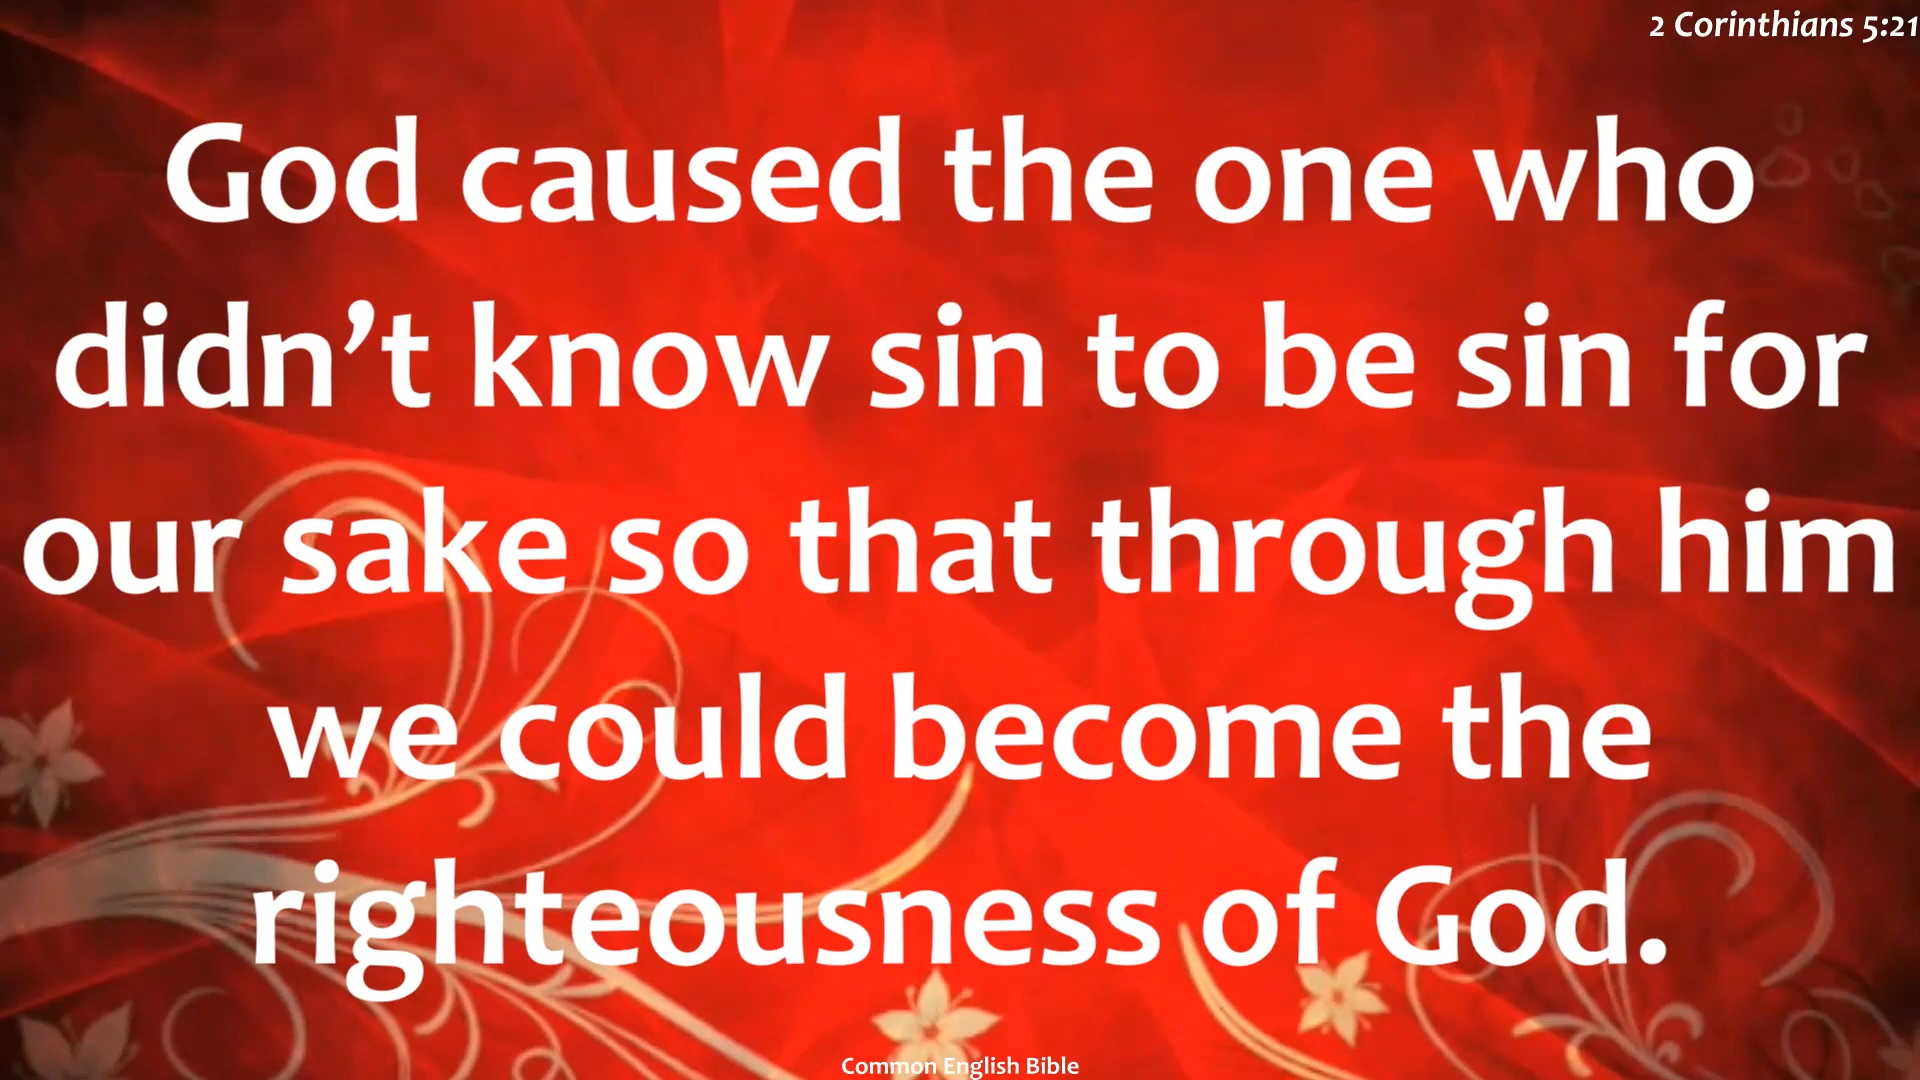 2 Corinthians 5:21
God caused the one who
didn’t know sin to be sin for
our sake so that through him
we could become the
righteousness of God.
Common English Bible